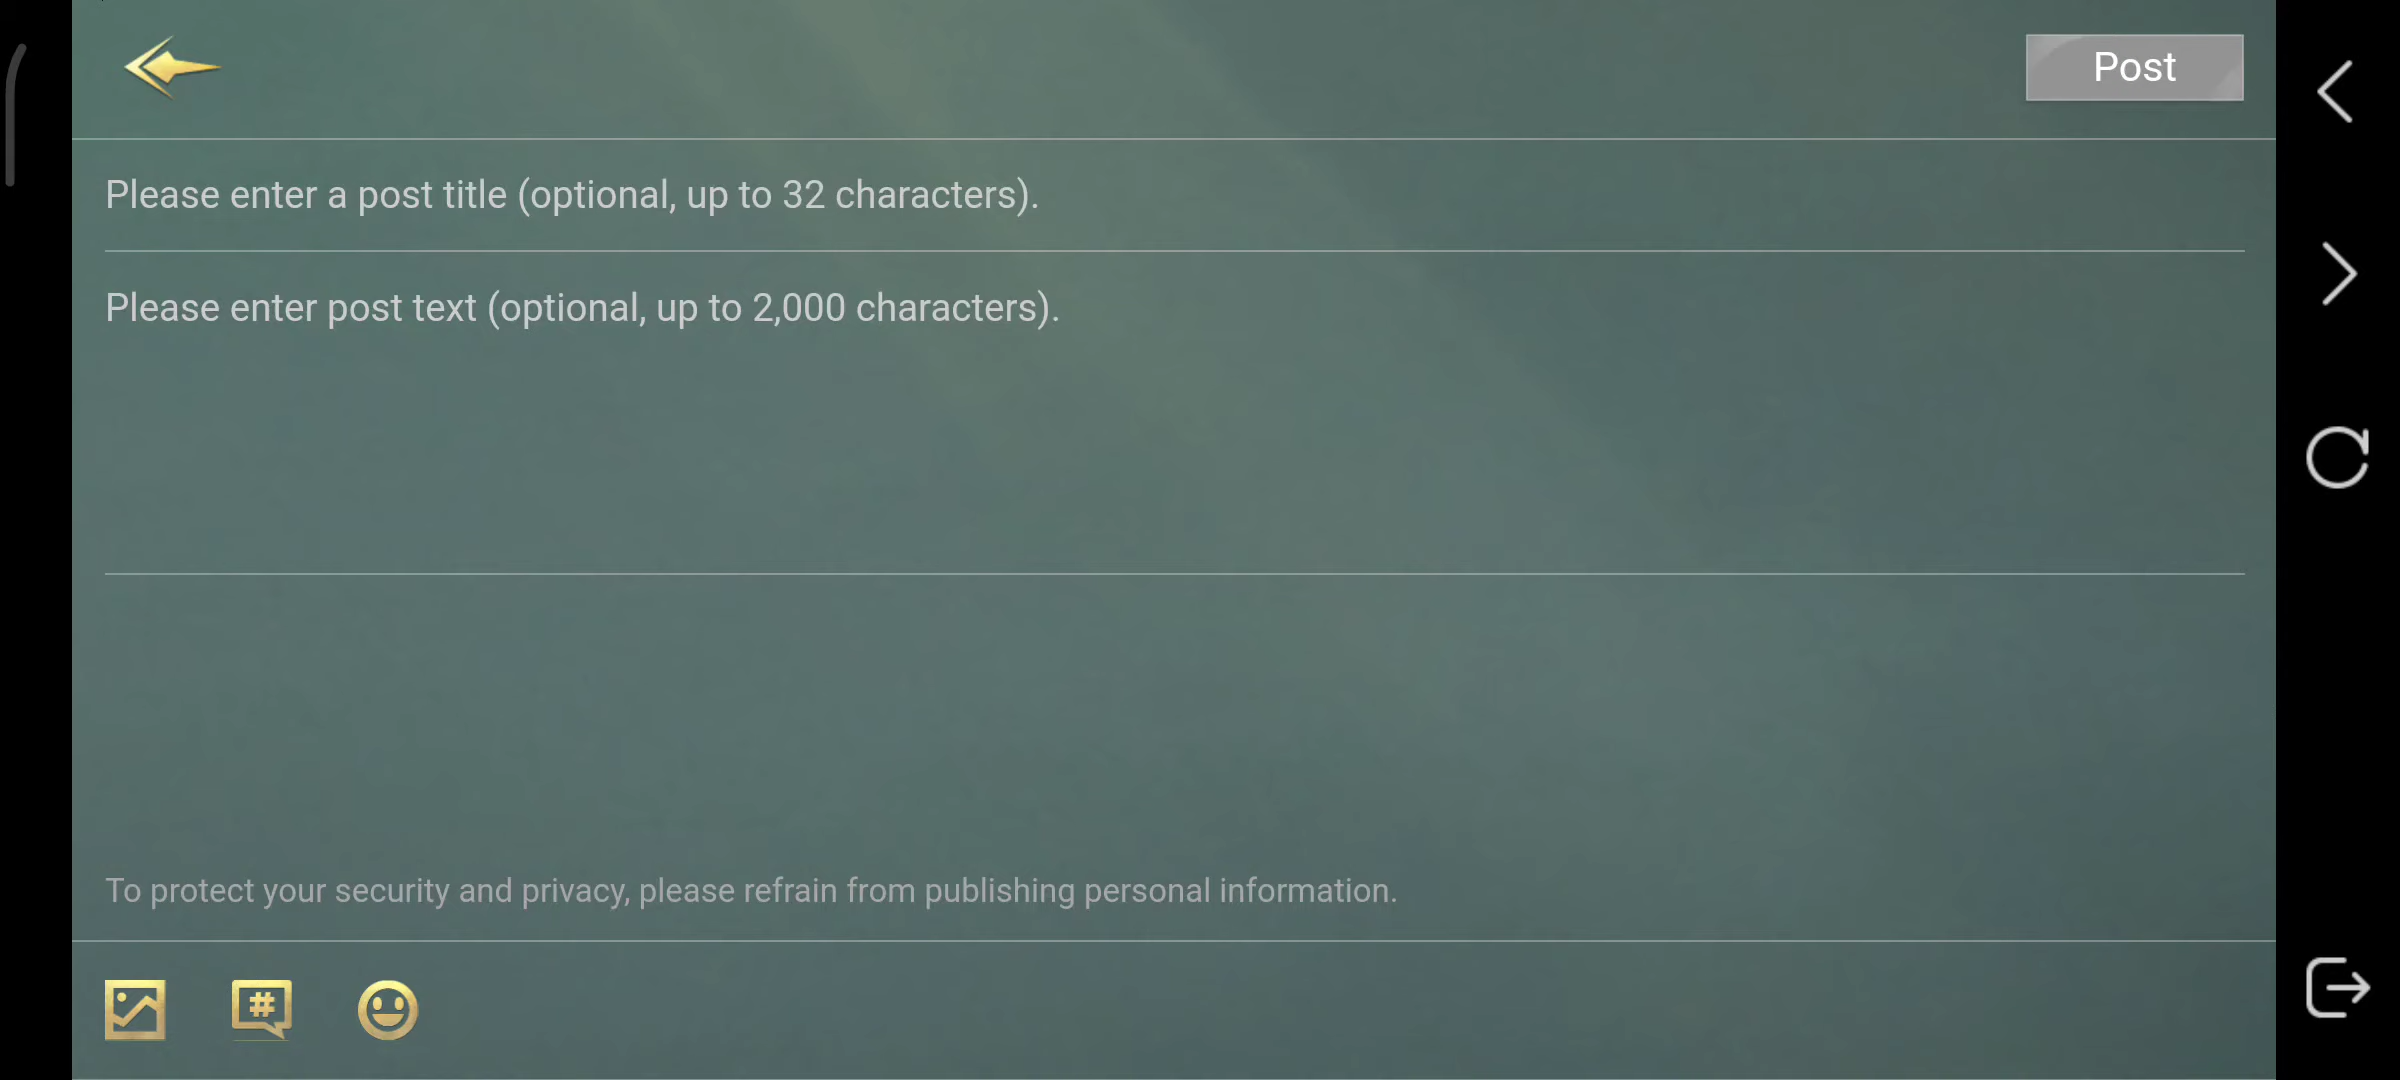 Post
Please enter a post title (optional, up to 32 characters).
Please enter post text (optional, up to 2,000 characters).
To protect your security and privacy, please refrain from publishing personal information.
#